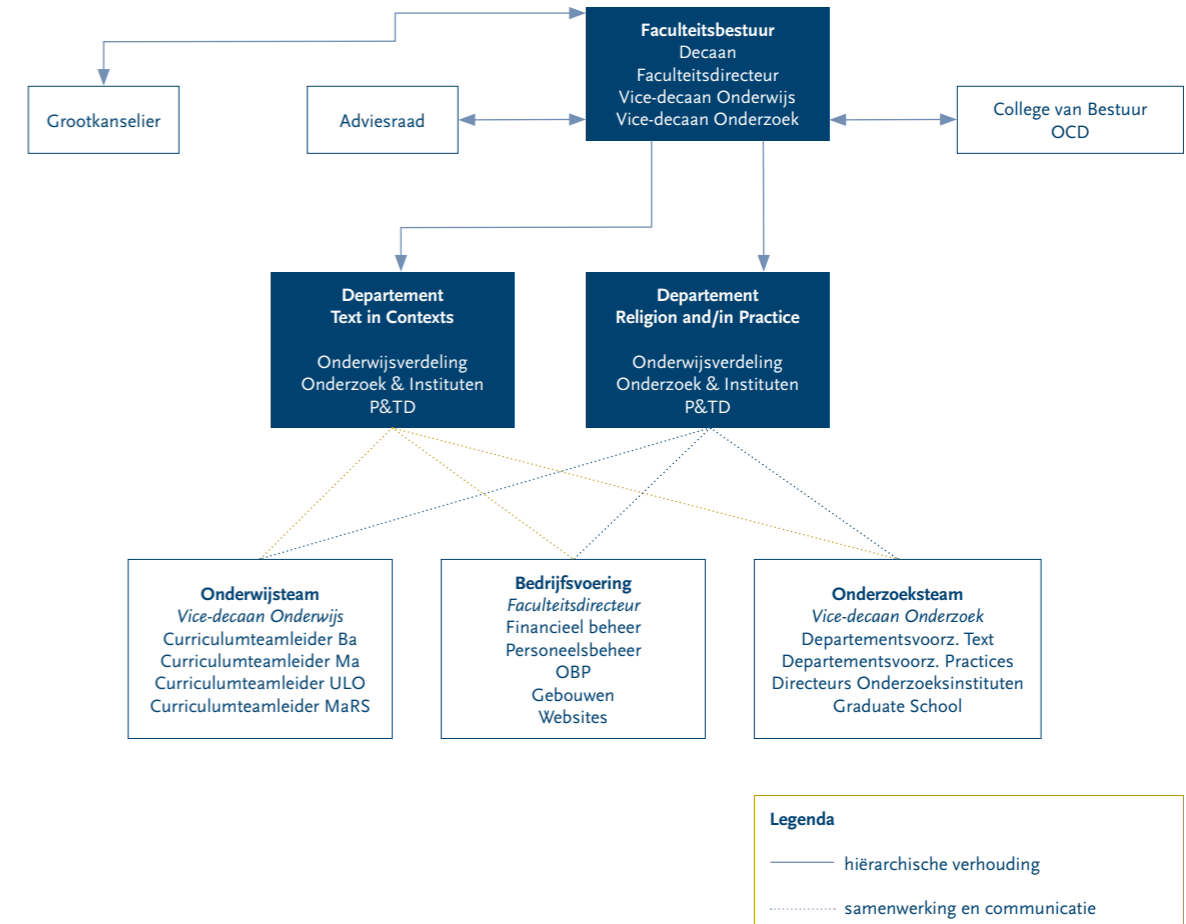 Faculteitsbestuur
Decaan
Faculteitsdirecteur
Vice-decaan Onderwijs
Vice-decaan Onderzoek
Grootkanselier
Adviesraad
College van Bestuur
OCD
Departement
Text in Contexts
Onderwijsverdeling
Onderzoek & Instituten
P&TD
Departement
Religion and/in Practice
Onderwijsverdeling
Onderzoek & Instituten
P&TD
Onderwijsteam
Vice-decaan Onderwijs
Curriculumteamleider Ba
Curriculumteamleider Ma
Curriculumteamleider ULO
Curriculumteamleider MaRS
Bedrijfsvoering
Faculteitsdirecteur
Financieel beheer
Personeelsbeheer
OBP
Gebouwen
Websites
Onderzoeksteam
Vice-decaan Onderzoek
Departementsvoorz. Text
Departementsvoorz. Practices
Directeurs Onderzoeksinstituten
Graduate School
Legenda
hiërarchische verhouding
samenwerking en communicatie